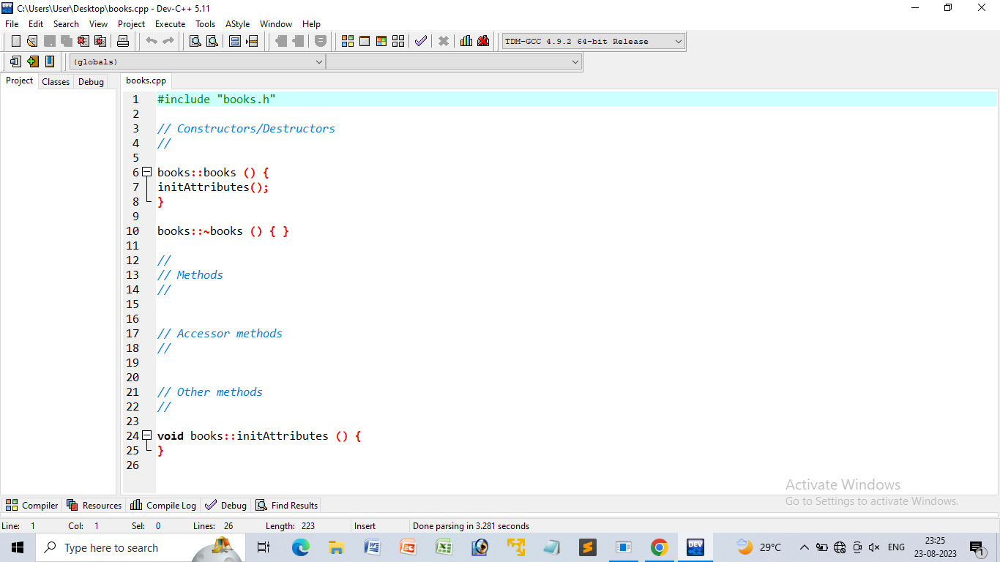 C:\Users\User\Desktop\books.cpp - Dev-C++ 5.11
File Edit Search View Project Execute Tools AStyle Window Help
TDM-GCC 4.9.2 64-bit Release
(globals)
Project Classes Debug books.cpp
1 #include "books.h"
2
3 // Constructors/Destructors
4 //
5
6 books::books () {
7 initAttributes();
8 }
9
10 books::~books () { }
11
12 //
13 // Methods
14 //
15
16
17 // Accessor methods
18 //
19
20
21 // Other methods
22 //
23
24 void books::initAttributes () {
25 }
26
Activate Windows
Go to Settings to activate Windows.
Compiler Resources Compile Log Debug Find Results
Line: 1 Col: 1 Sel: 0 Lines: 26 Length: 223 Insert Done parsing in 3.281 seconds
Type here to search 29°C ENG 23:25
23-08-2023 1